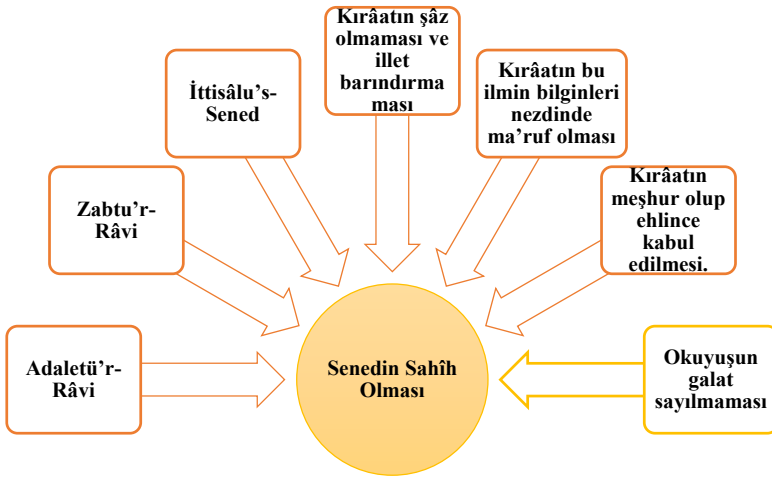 Kırâatın şâz
olmaması ve
illet
barındırma
ması
Kırâatın bu
ilmin bilginleri
nezdinde
ma’ruf olması
İttisâlu’s-
Sened
Kırâatın
meşhur olup
ehlince
kabul
edilmesi.
Zabtu’r-
Râvi
Adaletü’r-
Râvi
Senedin Sahîh
Olması
Okuyuşun
galat
sayılmaması